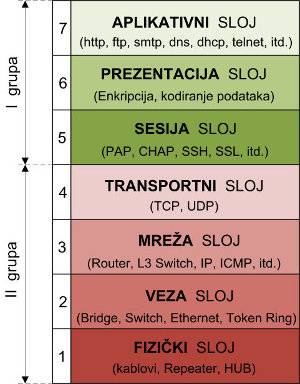 I grupa
7
APLIKATIVNI SLOJ
(http, ftp, smtp, dns, dhcp, telnet, itd.)
6
PREZENTACIJA SLOJ
(Enkripcija, kodiranje podataka)
5
SESIJA SLOJ
(PAP, CHAP, SSH, SSL, itd.)
II grupa
4
TRANSPORTNI SLOJ
(TCP, UDP)
3
MREŽA SLOJ
(Router, L3 Switch, IP, ICMP, itd.)
2
VEZA SLOJ
(Bridge, Switch, Ethernet, Token Ring)
1
FIZIČKI SLOJ
(kablovi, Repeater, HUB)